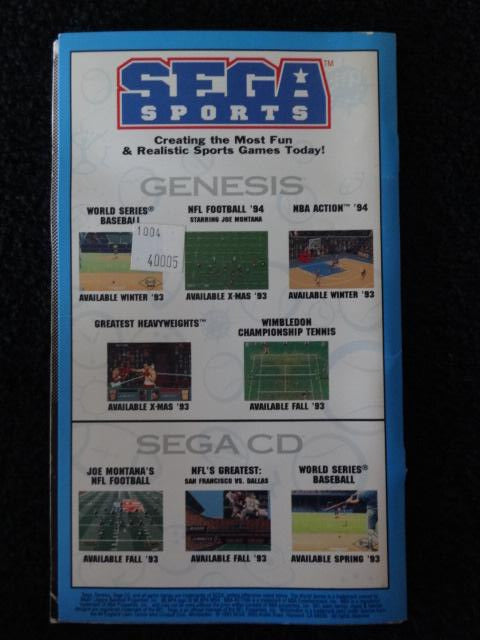 SEGA™
SPORTS
Creating the Most Fun
& Realistic Sports Games Today!
GENESIS
WORLD SERIES®
BASEBALL
AVAILABLE WINTER '93
1004
40005
NFL FOOTBALL '94
STARRING JOE MONTANA
AVAILABLE X-MAS '93
NBA ACTION™ '94
AVAILABLE WINTER '93
GREATEST HEAVYWEIGHTS™
AVAILABLE X-MAS '93
WIMBLEDON
CHAMPIONSHIP TENNIS
AVAILABLE FALL '93
SEGA CD
JOE MONTANA'S
NFL FOOTBALL
AVAILABLE FALL '93
NFL'S GREATEST:
SAN FRANCISCO VS. DALLAS
AVAILABLE FALL '93
WORLD SERIES®
BASEBALL
AVAILABLE SPRING '93